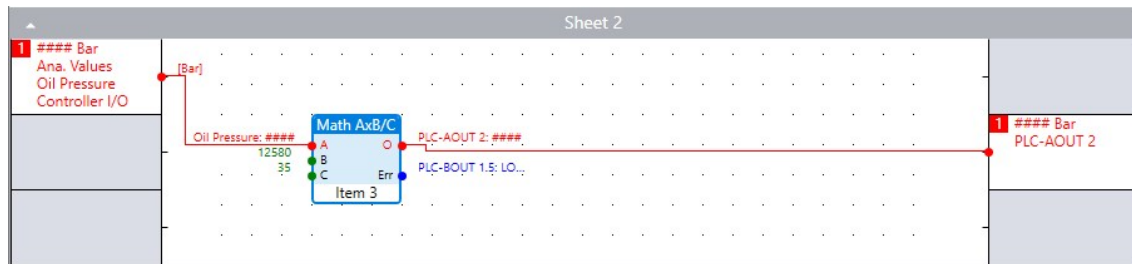 Sheet 2
1 #### Bar
Ana. Values
Oil Pressure
Controller I/O
[Bar]
Math AxB/C
Oil Pressure: ####
A
O
PLC-AOUT 2: ####
12580
B
35
C
Err
PLC-BOUT 1.5: LO...
Item 3
1 #### Bar
PLC-AOUT 2